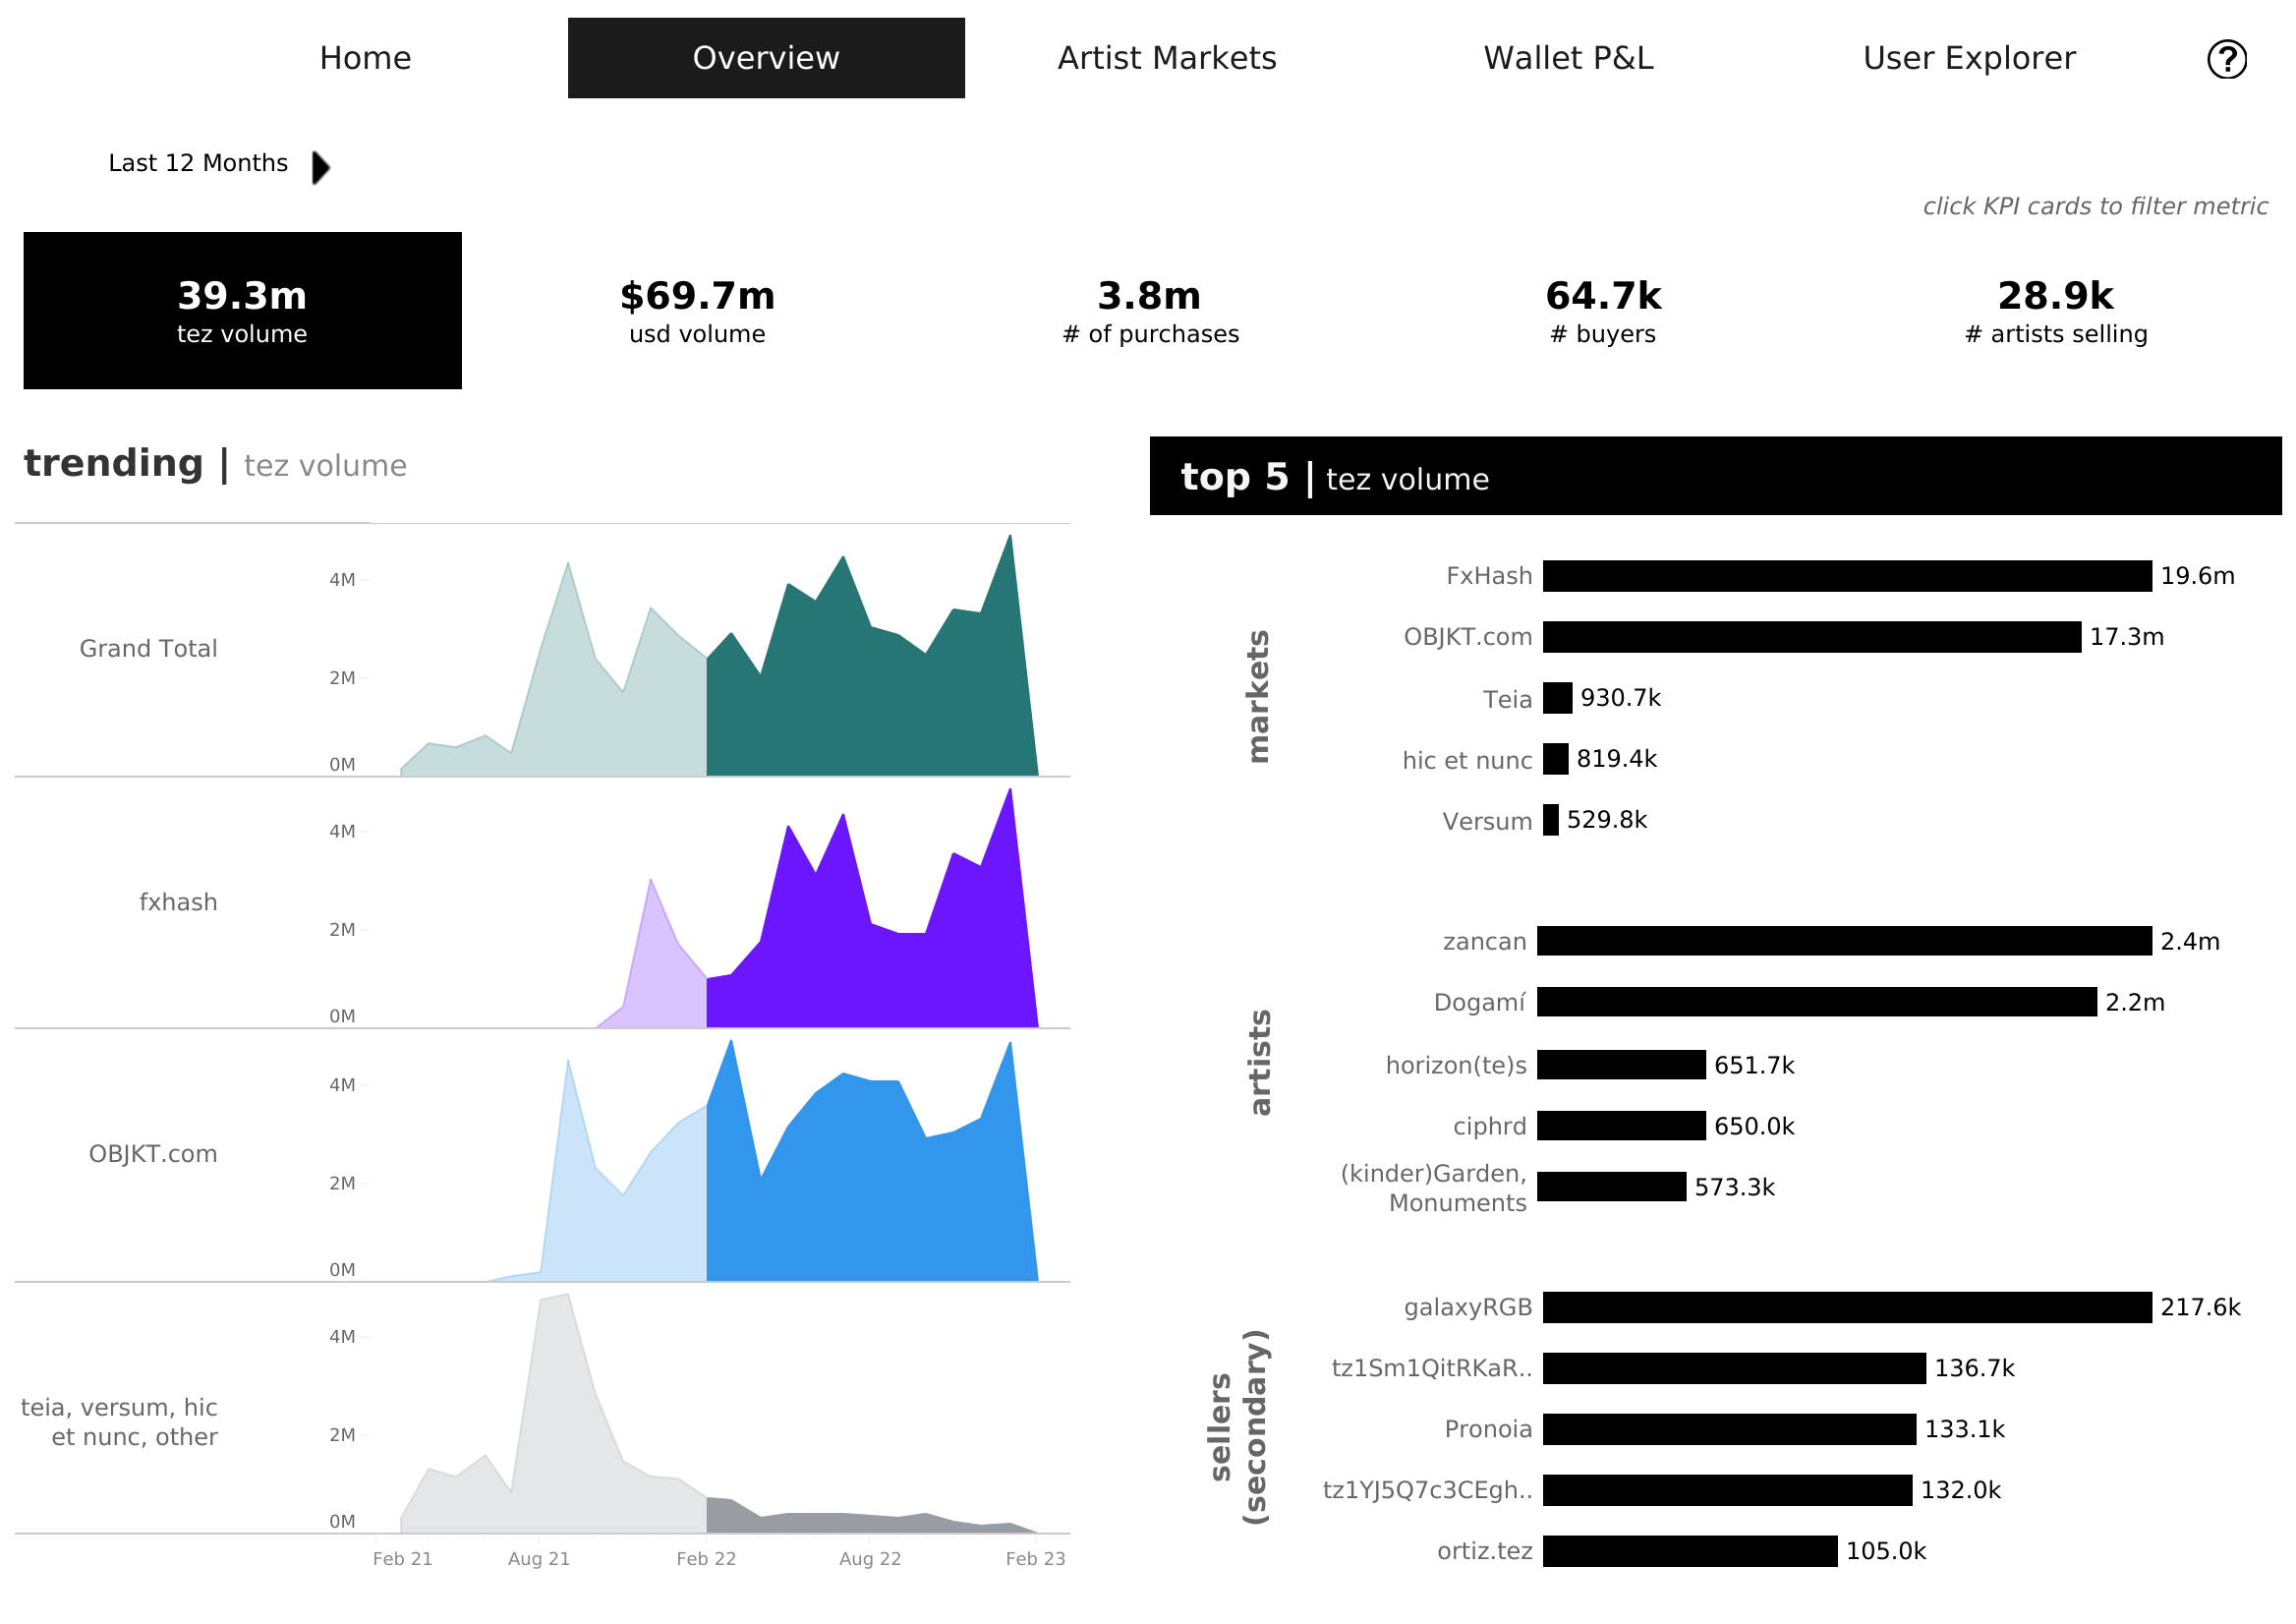 Home
Overview
Artist Markets
Wallet P&L
User Explorer
?
Last 12 Months
click KPI cards to filter metric
39.3m
tez volume
$69.7m
usd volume
3.8m
# of purchases
64.7k
# buyers
28.9k
# artists selling
trending | tez volume
Grand Total
4M
2M
0M
fxhash
4M
2M
0M
OBJKT.com
4M
2M
0M
teia, versum, hic
et nunc, other
4M
2M
0M
Feb 21
Aug 21
Feb 22
Aug 22
Feb 23
top 5 | tez volume
markets
FxHash 19.6m
OBJKT.com 17.3m
Teia 930.7k
hic et nunc 819.4k
Versum 529.8k
artists
zancan 2.4m
Dogamí 2.2m
horizon(te)s 651.7k
ciphrd 650.0k
(kinder)Garden,
Monuments 573.3k
sellers
(secondary)
galaxyRGB 217.6k
tz1Sm1QitRKaR.. 136.7k
Pronoia 133.1k
tz1YJ5Q7c3CEgh.. 132.0k
ortiz.tez 105.0k